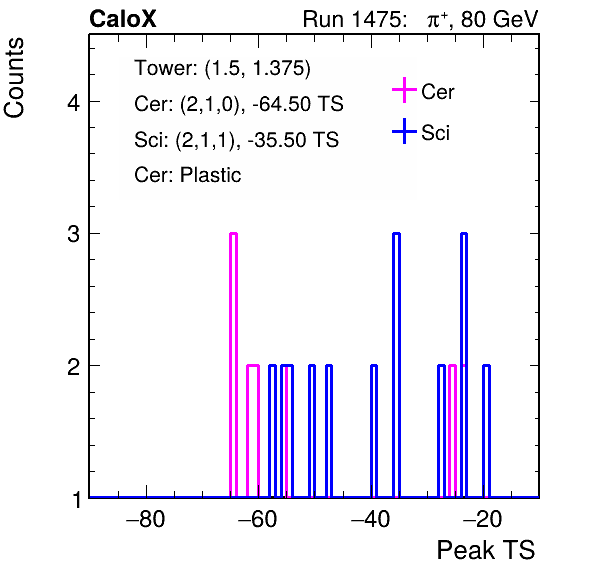 CaloX Run 1475: π⁺, 80 GeV
Counts
Tower: (1.5, 1.375)
Cer: (2,1,0), -64.50 TS
Sci: (2,1,1), -35.50 TS
Cer: Plastic
Cer
Sci
4
3
2
1
−80 −60 −40 −20
Peak TS